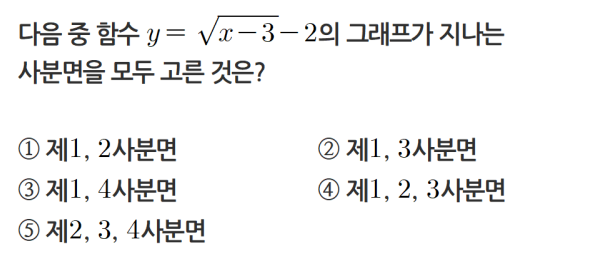 다음 중 함수 y = √(x−3) − 2의 그래프가 지나는
사분면을 모두 고른 것은?
① 제1, 2사분면 ② 제1, 3사분면
③ 제1, 4사분면 ④ 제1, 2, 3사분면
⑤ 제2, 3, 4사분면